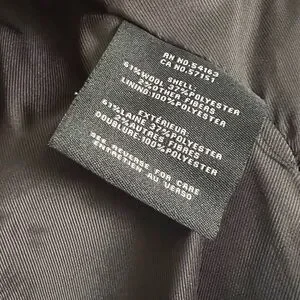 RN NO.54163
CA NO.57151
SHELL:
61%WOOL 37%POLYESTER
2%OTHER FIBERS
LINING:100%POLYESTER
EXTÉRIEUR:
61%LAINE 37%POLYESTER
2%AUTRES FIBRES
DOUBLURE:100%POLYESTER
SEE REVERSE FOR CARE
ENTRETIEN AU VERSO